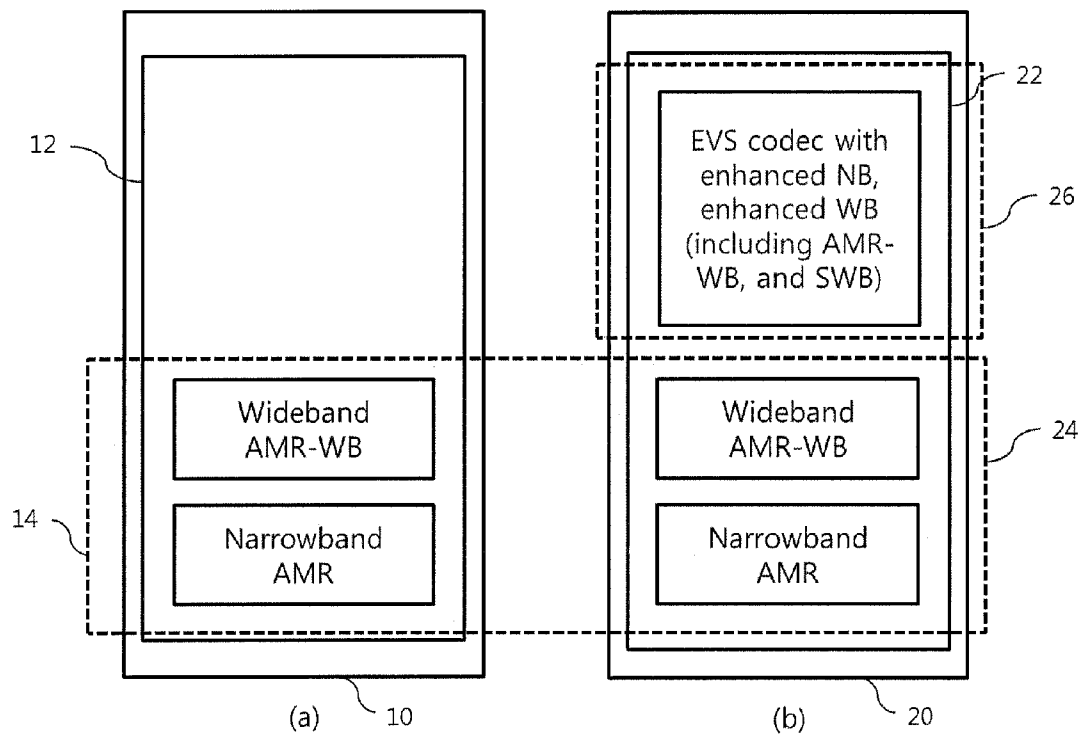 12
22
EVS codec with
enhanced NB,
enhanced WB
(including AMR-
WB, and SWB)
26
Wideband
AMR-WB
Wideband
AMR-WB
24
14
Narrowband
AMR
Narrowband
AMR
(a)
10
(b)
20